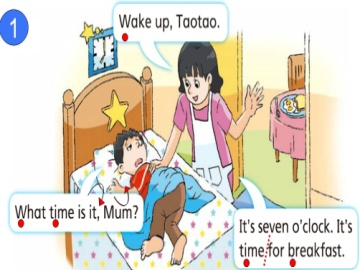 1
Wake up, Taotao.
What time is it, Mum?
It's seven o'clock. It's
time for breakfast.